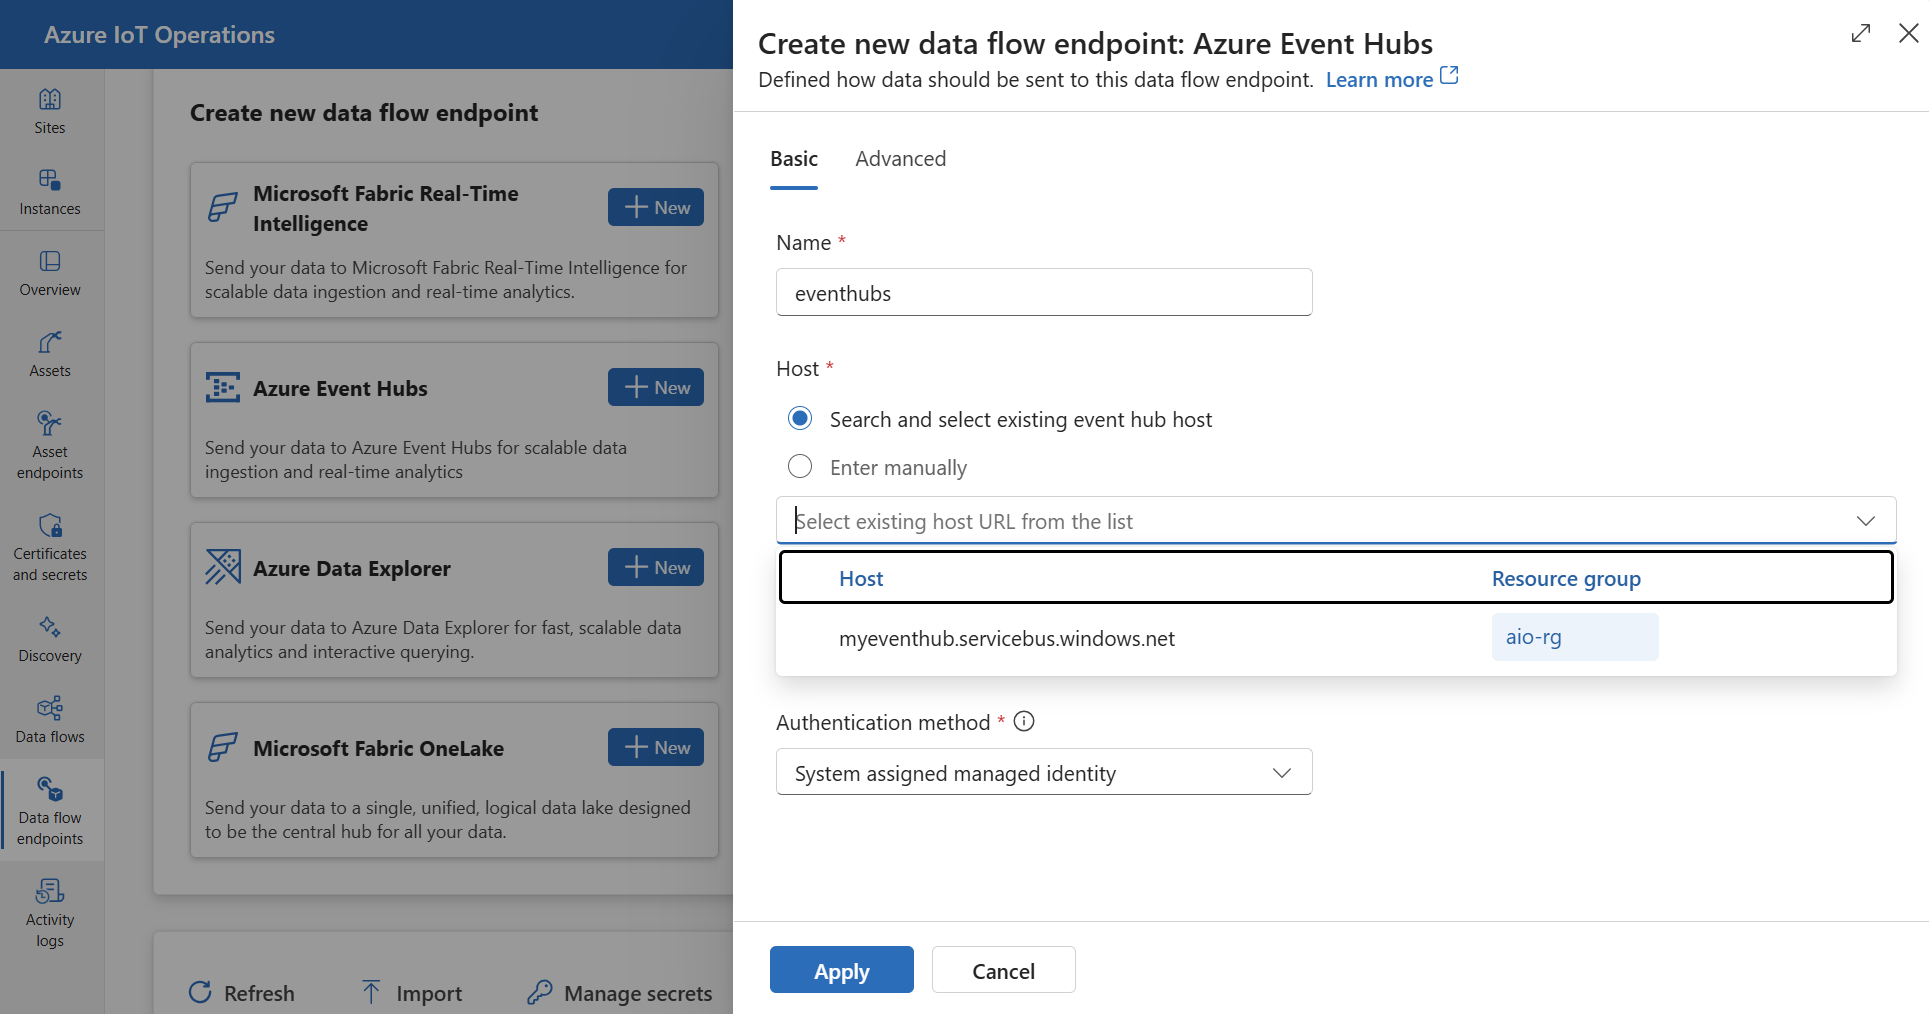 Azure IoT Operations
Sites
Instances
Overview
Assets
Asset
endpoints
Certificates
and secrets
Discovery
Data flows
Data flow
endpoints
Activity
logs
Create new data flow endpoint
Microsoft Fabric Real-Time
Intelligence
New
Send your data to Microsoft Fabric Real-Time Intelligence for
scalable data ingestion and real-time analytics.
Azure Event Hubs
New
Send your data to Azure Event Hubs for scalable data
ingestion and real-time analytics
Azure Data Explorer
New
Send your data to Azure Data Explorer for fast, scalable data
analytics and interactive querying.
Microsoft Fabric OneLake
New
Send your data to a single, unified, logical data lake designed
to be the central hub for all your data.
Refresh Import Manage secrets
Create new data flow endpoint: Azure Event Hubs
Defined how data should be sent to this data flow endpoint. Learn more
Basic Advanced
Name *
eventhubs
Host *
Search and select existing event hub host
Enter manually
Select existing host URL from the list
Host Resource group
myeventhub.servicebus.windows.net aio-rg
Authentication method *
System assigned managed identity
Apply Cancel